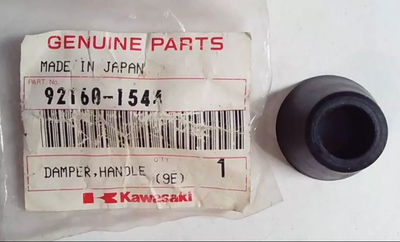 GENUINE PARTS
MADE IN JAPAN
PART NO.
92160-1544
QTY
DAMPER,HANDLE (9E) 1
Kawasaki